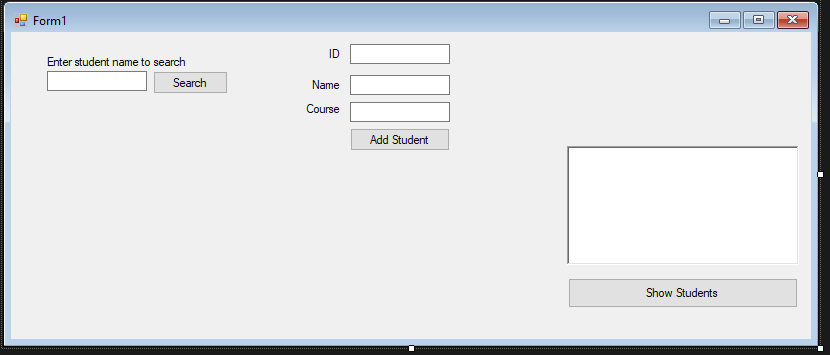 Form1
Enter student name to search
Search
ID
Name
Course
Add Student
Show Students